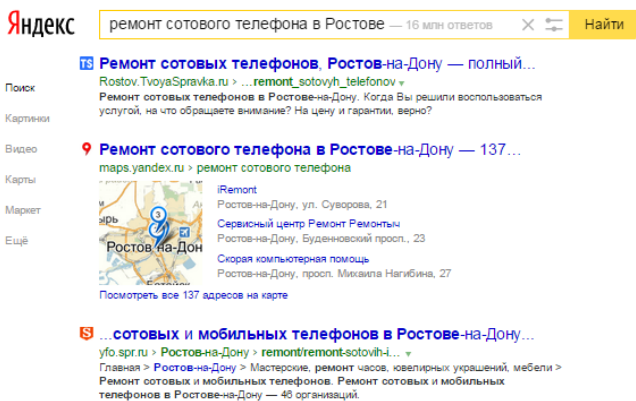 Яндекс
ремонт сотового телефона в Ростове — 16 млн ответов
Найти
Поиск
Картинки
Видео
Карты
Маркет
Ещё
TS Ремонт сотовых телефонов, Ростов-на-Дону — полный...
Rostov.TvoyaSpravka.ru › ...remont_sotovyh_telefonov
Ремонт сотовых телефонов в Ростове-на-Дону. Когда Вы решили воспользоваться
услугой, на что обращаете внимание? На цену и гарантии, верно?
Ремонт сотового телефона в Ростове-на-Дону — 137...
maps.yandex.ru › ремонт сотового телефона
3
Ростов-на-Дон
iRemont
Ростов-на-Дону, ул. Суворова, 21
Сервисный центр Ремонт Ремонтыч
Ростов-на-Дону, Буденновский просп., 23
Скорая компьютерная помощь
Ростов-на-Дону, просп. Михаила Нагибина, 27
Посмотреть все 137 адресов на карте
S ...сотовых и мобильных телефонов в Ростове-на-Дону...
yfo.spr.ru › Ростов-на-Дону › remont/remont-sotovih-i...
Главная > Ростов-на-Дону > Мастерские, ремонт часов, ювелирных украшений, мебели >
Ремонт сотовых и мобильных телефонов. Ремонт сотовых и мобильных
телефонов в Ростове-на-Дону — 46 организаций.